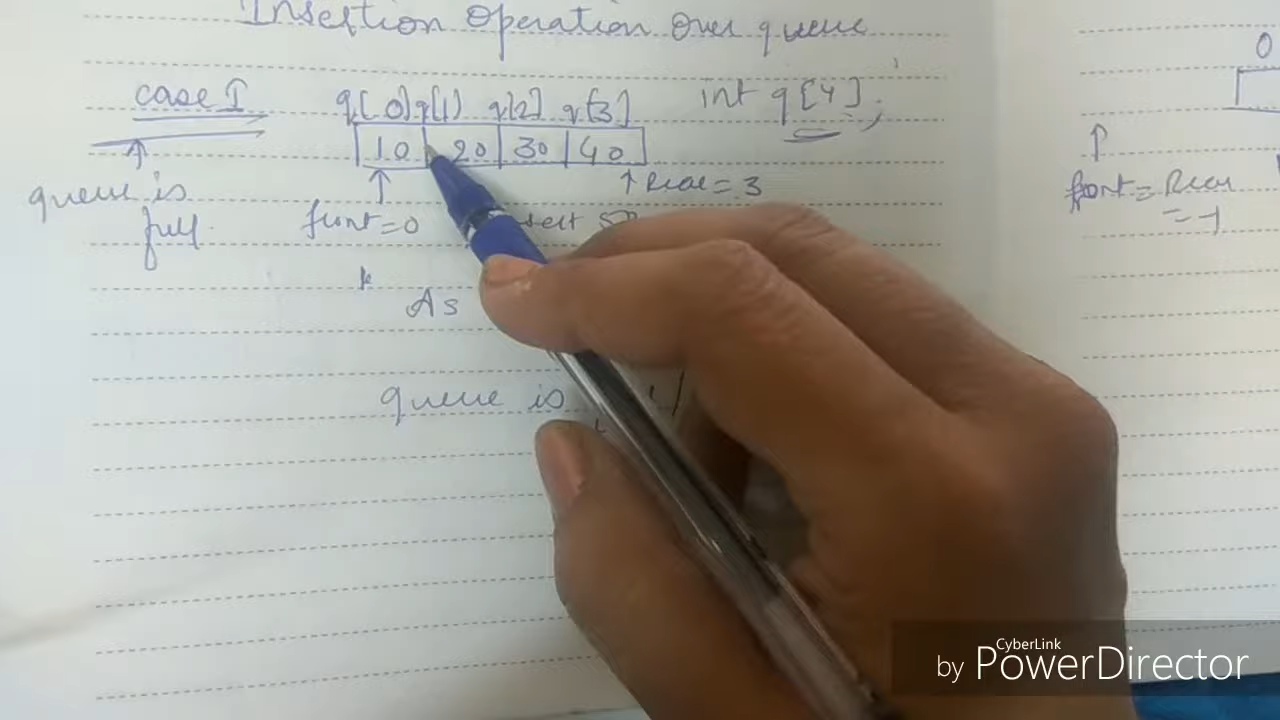 Insertion Operation Over queue
case I
q[0] q[1] q[2] q[3]
int q[4];
10 20 30 40
queue is
full.
front=0
Rear = 3
As
queue is
0
front = Rear
= -1
CyberLink
by PowerDirector